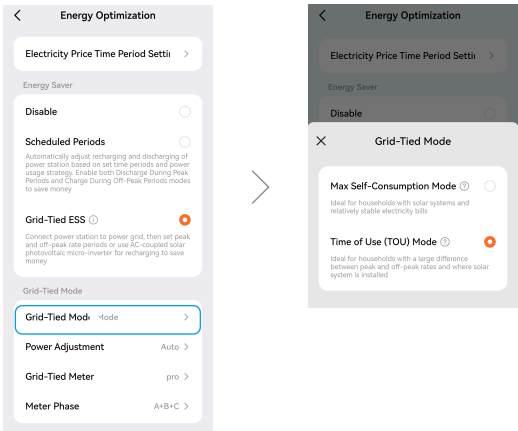 Energy Optimization
Electricity Price Time Period Setti
Energy Saver
Disable
Scheduled Periods
Automatically adjust recharging and discharging of
power station based on set time periods and power
usage strategy. Enable both Discharge During Peak
Periods and Charge During Off-Peak Periods modes
to save money
Grid-Tied ESS
Connect power station to power grid, then set peak
and off-peak rate periods or use AC-coupled solar
photovoltaic micro-inverter for recharging to save
money
Grid-Tied Mode
Grid-Tied Mode Mode
Power Adjustment Auto
Grid-Tied Meter pro
Meter Phase A+B+C
Energy Optimization
Electricity Price Time Period Setti
Energy Saver
Disable
Grid-Tied Mode
Max Self-Consumption Mode
Ideal for households with solar systems and
relatively stable electricity bills
Time of Use (TOU) Mode
Ideal for households with a large difference
between peak and off-peak rates and where solar
system is installed